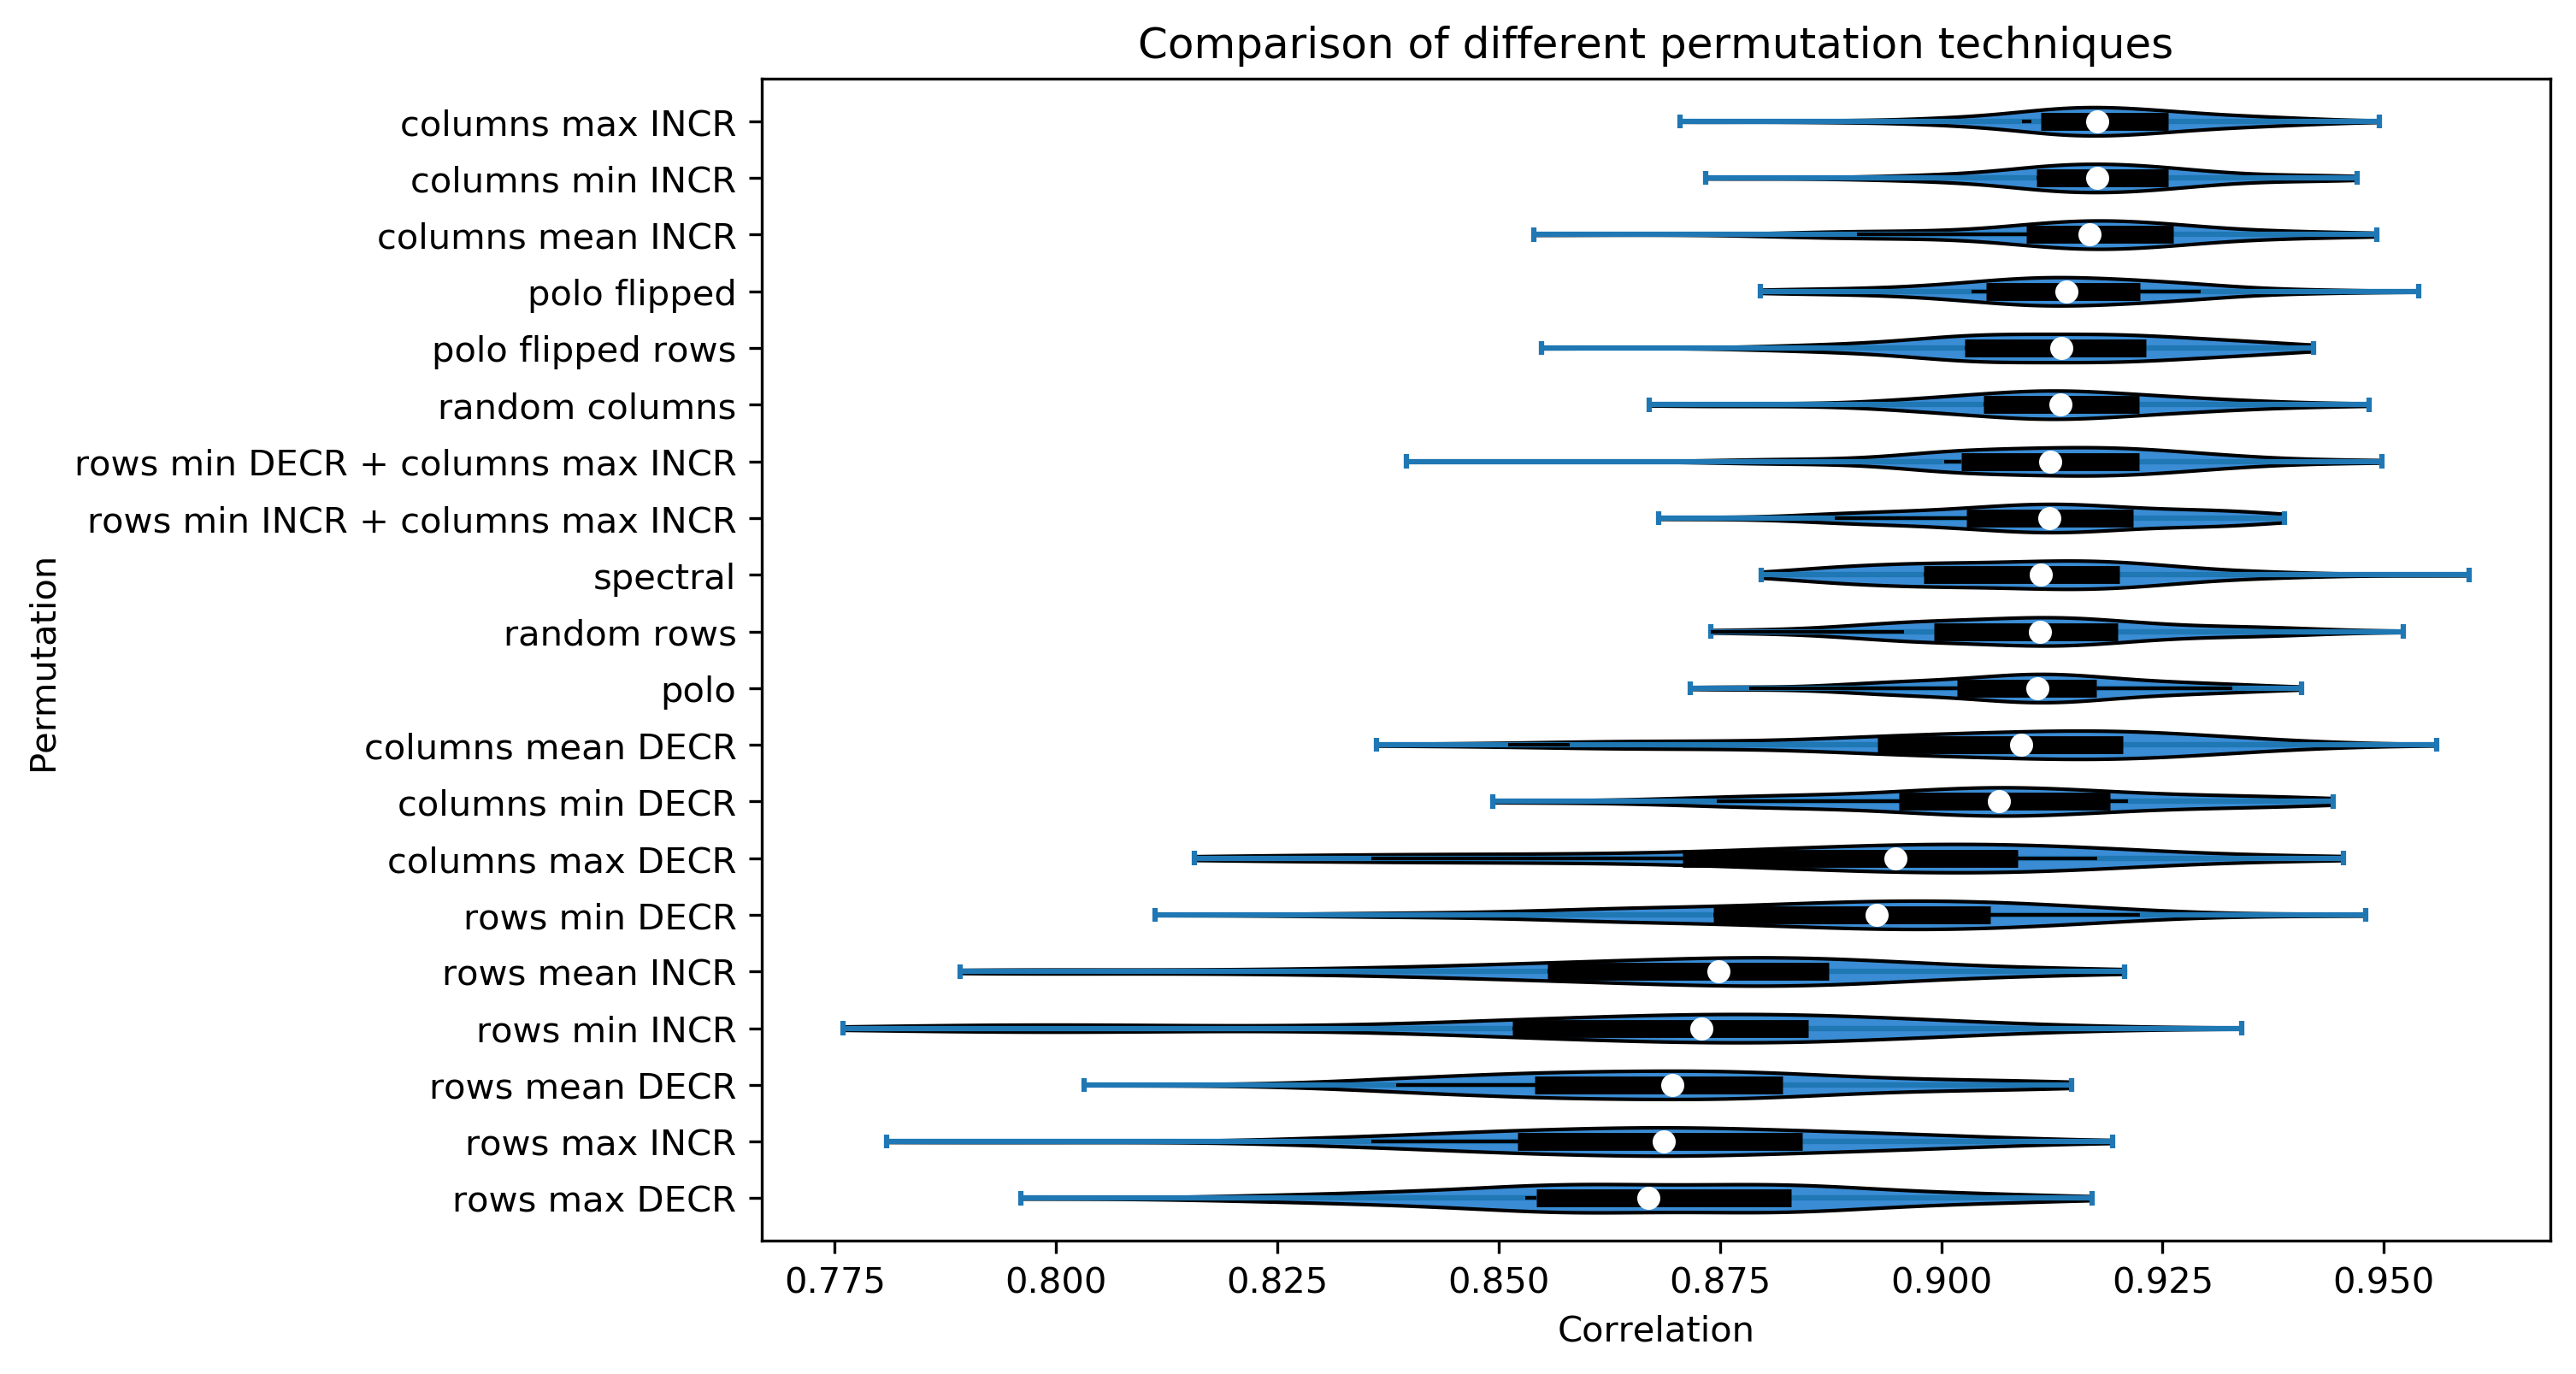 Comparison of different permutation techniques
Permutation
columns max INCR
columns min INCR
columns mean INCR
polo flipped
polo flipped rows
random columns
rows min DECR + columns max INCR
rows min INCR + columns max INCR
spectral
random rows
polo
columns mean DECR
columns min DECR
columns max DECR
rows min DECR
rows mean INCR
rows min INCR
rows mean DECR
rows max INCR
rows max DECR
0.775 0.800 0.825 0.850 0.875 0.900 0.925 0.950
Correlation